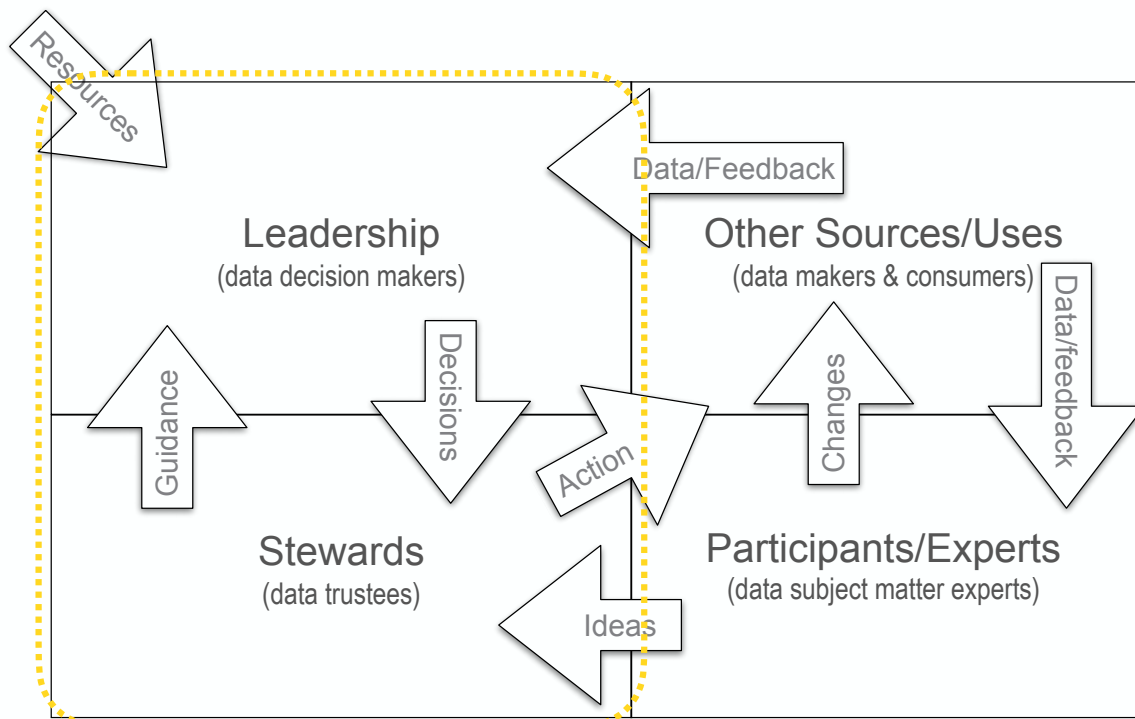 Resources
Data/Feedback
Leadership
(data decision makers)
Other Sources/Uses
(data makers & consumers)
Guidance
Decisions
Action
Changes
Data/feedback
Stewards
(data trustees)
Participants/Experts
(data subject matter experts)
Ideas